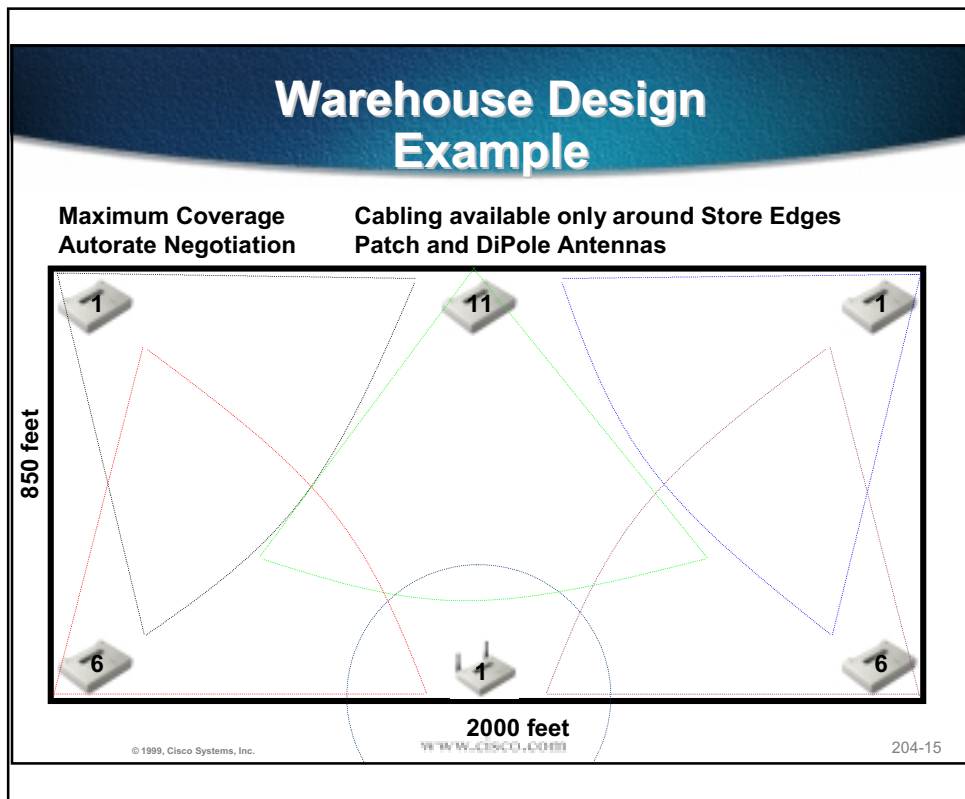 Warehouse Design
Example
Maximum Coverage
Autorate Negotiation
Cabling available only around Store Edges
Patch and DiPole Antennas
1
11
1
850 feet
6
1
6
2000 feet
© 1999, Cisco Systems, Inc.
www.cisco.com
204-15